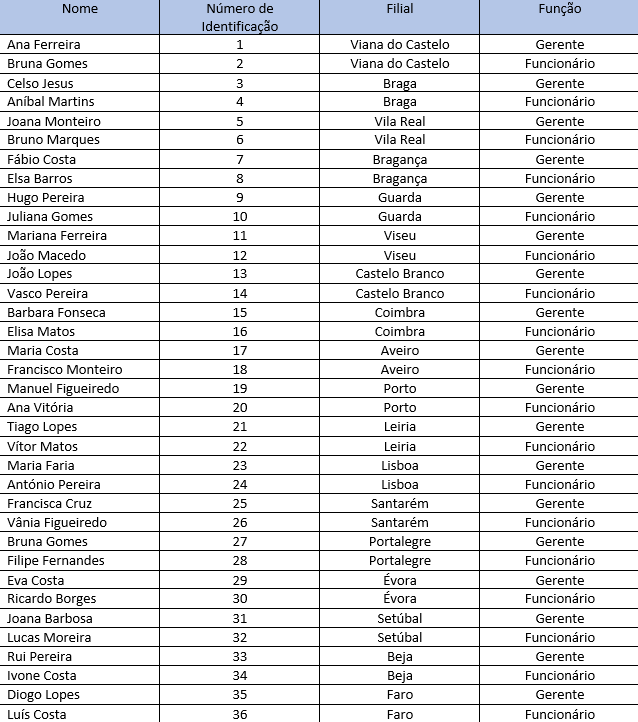 Nome Número de Identificação Filial Função
Ana Ferreira 1 Viana do Castelo Gerente
Bruna Gomes 2 Viana do Castelo Funcionário
Celso Jesus 3 Braga Gerente
Aníbal Martins 4 Braga Funcionário
Joana Monteiro 5 Vila Real Gerente
Bruno Marques 6 Vila Real Funcionário
Fábio Costa 7 Bragança Gerente
Elsa Barros 8 Bragança Funcionário
Hugo Pereira 9 Guarda Gerente
Juliana Gomes 10 Guarda Funcionário
Mariana Ferreira 11 Viseu Gerente
João Macedo 12 Viseu Funcionário
João Lopes 13 Castelo Branco Gerente
Vasco Pereira 14 Castelo Branco Funcionário
Barbara Fonseca 15 Coimbra Gerente
Elisa Matos 16 Coimbra Funcionário
Maria Costa 17 Aveiro Gerente
Francisco Monteiro 18 Aveiro Funcionário
Manuel Figueiredo 19 Porto Gerente
Ana Vitória 20 Porto Funcionário
Tiago Lopes 21 Leiria Gerente
Vítor Matos 22 Leiria Funcionário
Maria Faria 23 Lisboa Gerente
António Pereira 24 Lisboa Funcionário
Francisca Cruz 25 Santarém Gerente
Vânia Figueiredo 26 Santarém Funcionário
Bruna Gomes 27 Portalegre Gerente
Filipe Fernandes 28 Portalegre Funcionário
Eva Costa 29 Évora Gerente
Ricardo Borges 30 Évora Funcionário
Joana Barbosa 31 Setúbal Gerente
Lucas Moreira 32 Setúbal Funcionário
Rui Pereira 33 Beja Gerente
Ivone Costa 34 Beja Funcionário
Diogo Lopes 35 Faro Gerente
Luís Costa 36 Faro Funcionário